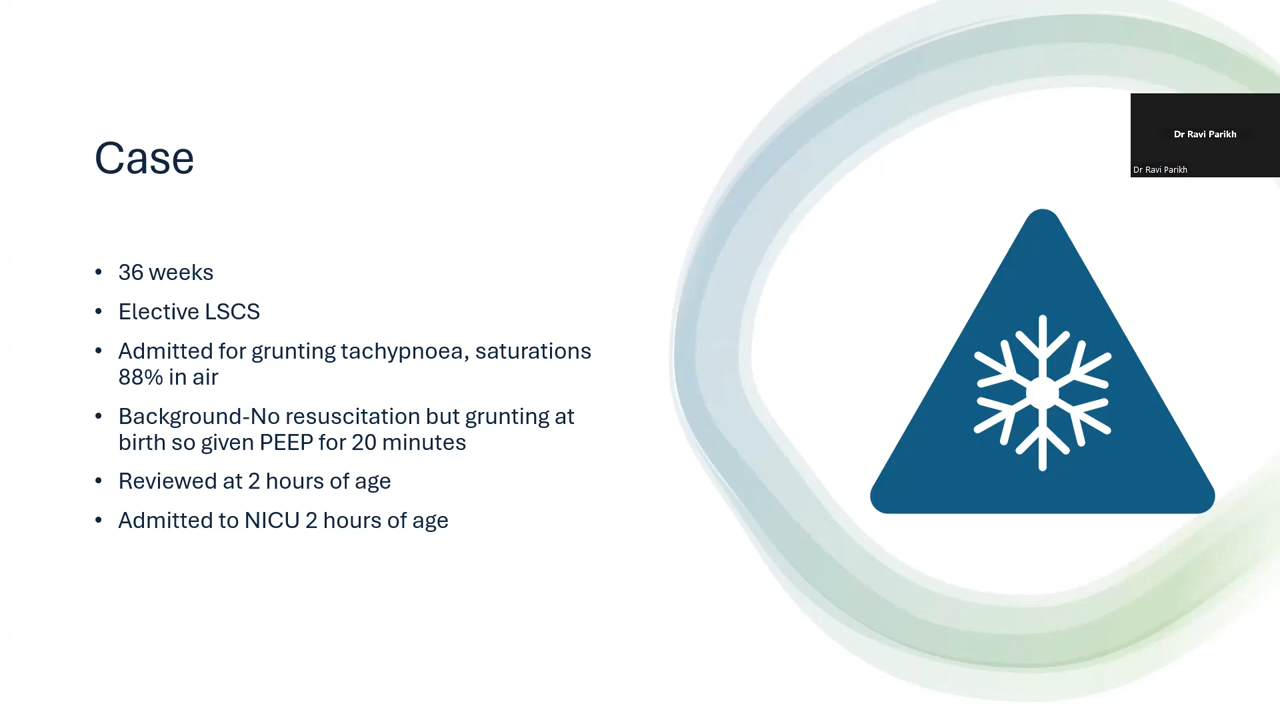 Case
• 36 weeks
• Elective LSCS
• Admitted for grunting tachypnoea, saturations
88% in air
• Background-No resuscitation but grunting at
birth so given PEEP for 20 minutes
• Reviewed at 2 hours of age
• Admitted to NICU 2 hours of age
Dr Ravi Parikh
Dr Ravi Parikh